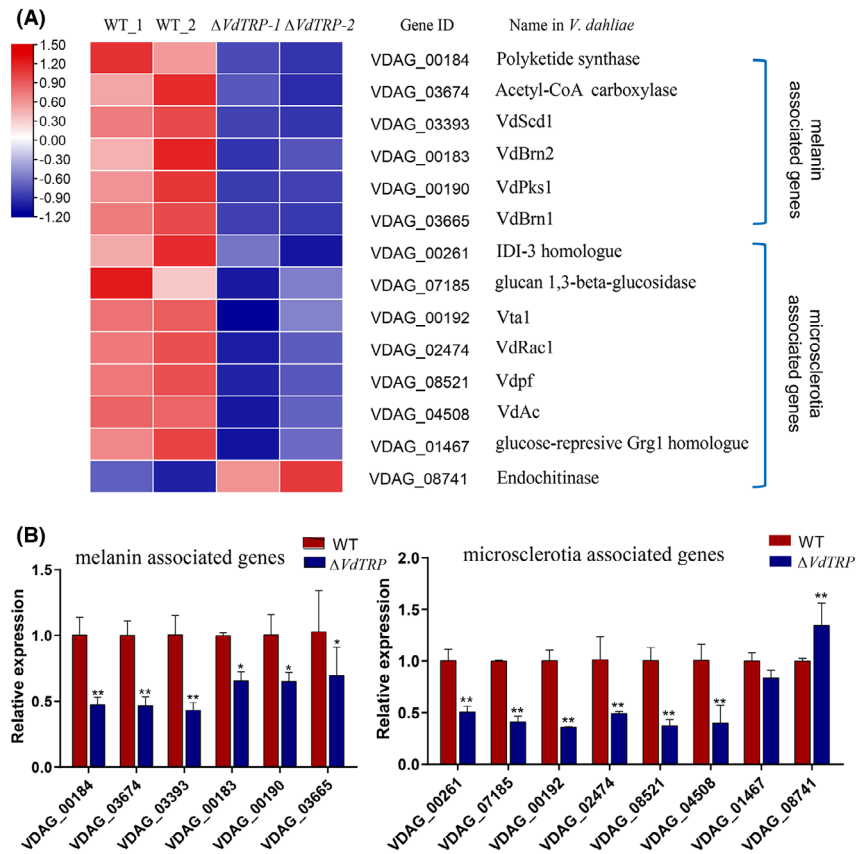 (A)
WT_1 WT_2 ΔVdTRP-1 ΔVdTRP-2 Gene ID Name in V. dahliae
1.50
1.20
0.90
0.60
0.30
0.00
-0.30
-0.60
-0.90
-1.20
VDAG_00184 Polyketide synthase
VDAG_03674 Acetyl-CoA carboxylase
VDAG_03393 VdScd1
VDAG_00183 VdBrn2
VDAG_00190 VdPks1
VDAG_03665 VdBrn1
VDAG_00261 IDI-3 homologue
VDAG_07185 glucan 1,3-beta-glucosidase
VDAG_00192 Vta1
VDAG_02474 VdRac1
VDAG_08521 Vdpf
VDAG_04508 VdAc
VDAG_01467 glucose-represive Grg1 homologue
VDAG_08741 Endochitinase
melanin
associated genes
microsclerotia
associated genes
(B)
melanin associated genes
WT
ΔVdTRP
Relative expression
1.5
1.0
0.5
0.0
** ** ** * * *
VDAG_00184 VDAG_03674 VDAG_03393 VDAG_00183 VDAG_00190 VDAG_03665
microsclerotia associated genes
WT
ΔVdTRP
Relative expression
2.0
1.5
1.0
0.5
0.0
** ** ** ** ** ** **
VDAG_00261 VDAG_07185 VDAG_00192 VDAG_02474 VDAG_08521 VDAG_04508 VDAG_01467 VDAG_08741